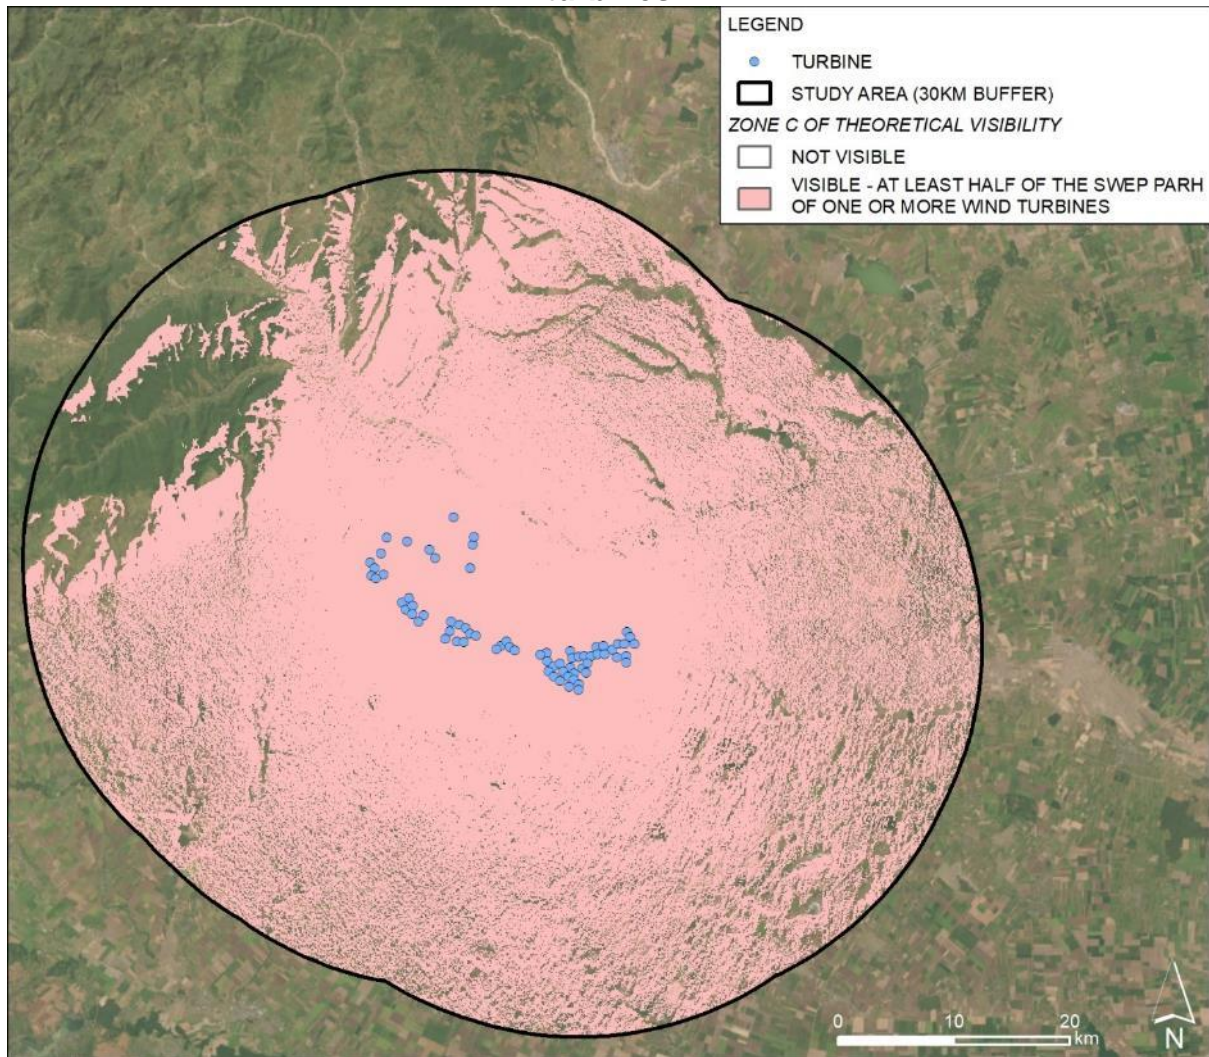 LEGEND
TURBINE
STUDY AREA (30KM BUFFER)
ZONE C OF THEORETICAL VISIBILITY
NOT VISIBLE
VISIBLE - AT LEAST HALF OF THE SWEP PARH
OF ONE OR MORE WIND TURBINES
0 10 20
km
N